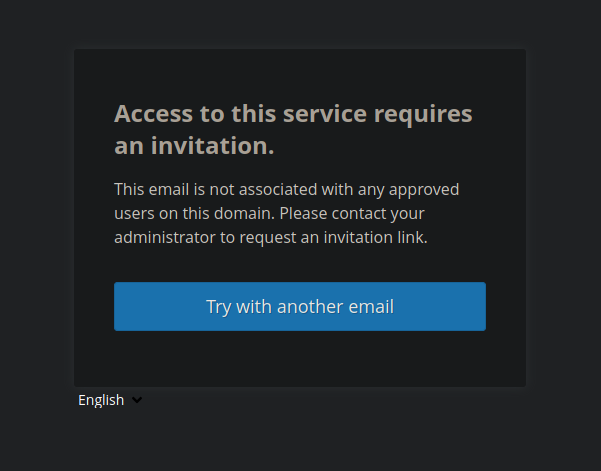 Access to this service requires
an invitation.
This email is not associated with any approved
users on this domain. Please contact your
administrator to request an invitation link.
Try with another email
English